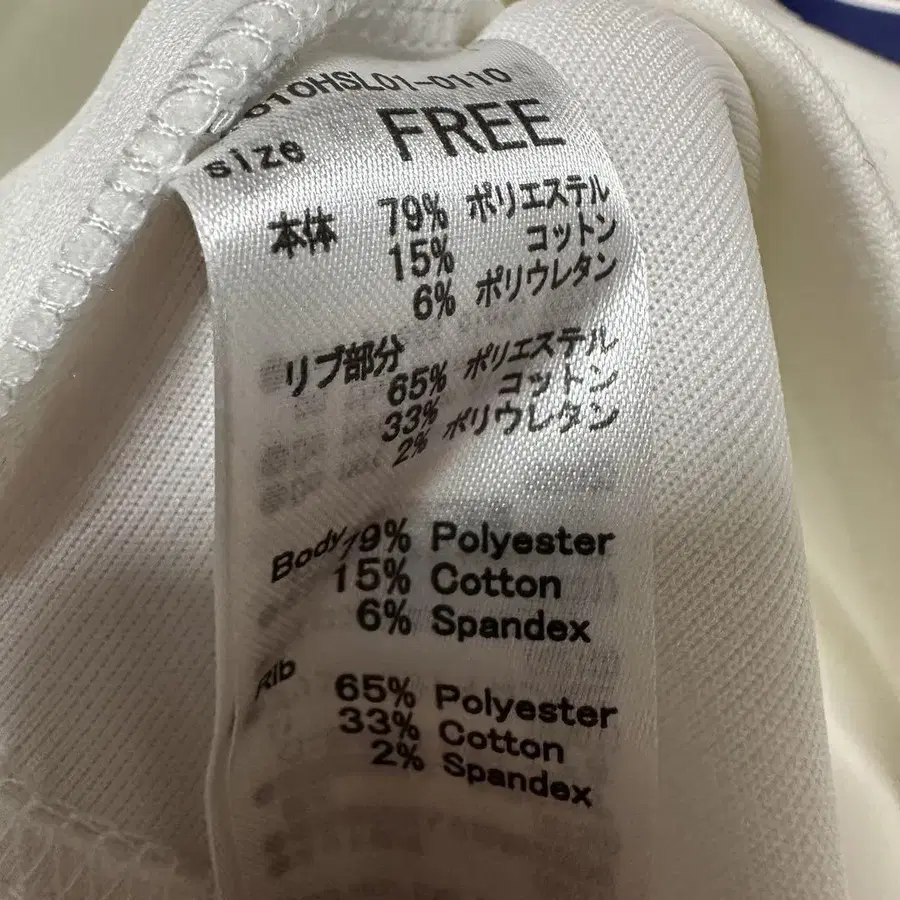 610HSL01-0110
size FREE
本体 79% ポリエステル
15% コットン
6% ポリウレタン
リブ部分
65% ポリエステル
33% コットン
2% ポリウレタン
Body 79% Polyester
15% Cotton
6% Spandex
Rib 65% Polyester
33% Cotton
2% Spandex